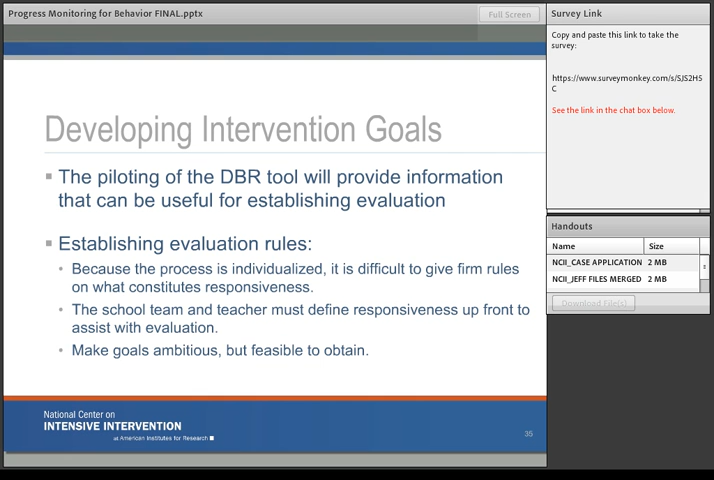 Progress Monitoring for Behavior FINAL.pptx
Full Screen
Developing Intervention Goals
The piloting of the DBR tool will provide information
that can be useful for establishing evaluation
Establishing evaluation rules:
Because the process is individualized, it is difficult to give firm rules
on what constitutes responsiveness.
The school team and teacher must define responsiveness up front to
assist with evaluation.
Make goals ambitious, but feasible to obtain.
National Center on
INTENSIVE INTERVENTION
at American Institutes for Research
35
Survey Link
Copy and paste this link to take the
survey:
https://www.surveymonkey.com/s/SJS2HS
C
See the link in the chat box below.
Handouts
Name Size
NCII_CASE APPLICATION 2 MB
NCII_JEFF FILES MERGED 2 MB
Download File(s)